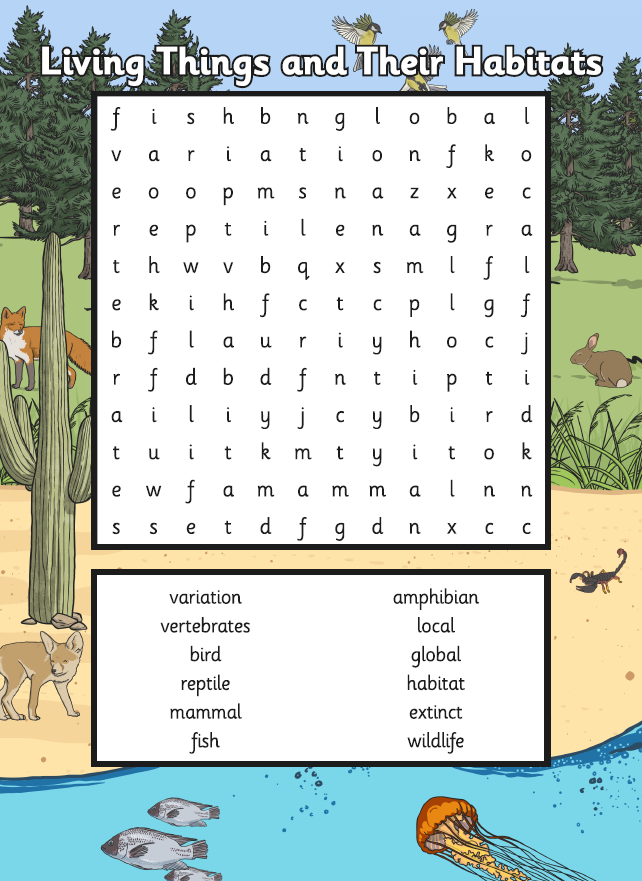 Living Things and Their Habitats
f i s h b n g l o b a l
v a r i a t i o n f k o
e o o p m s n a z x e c
r e p t i l e n a g r a
t h w v b q x s m l f l
e k i h f c t c p l g f
b f l a u r i y h o c j
r f d b d f n t i p t i
a i l i y j c y b i r d
t u i t k m t y i t o k
e w f a m a m m a l n n
s s e t d f g d n x c c
variation amphibian
vertebrates local
bird global
reptile habitat
mammal extinct
fish wildlife